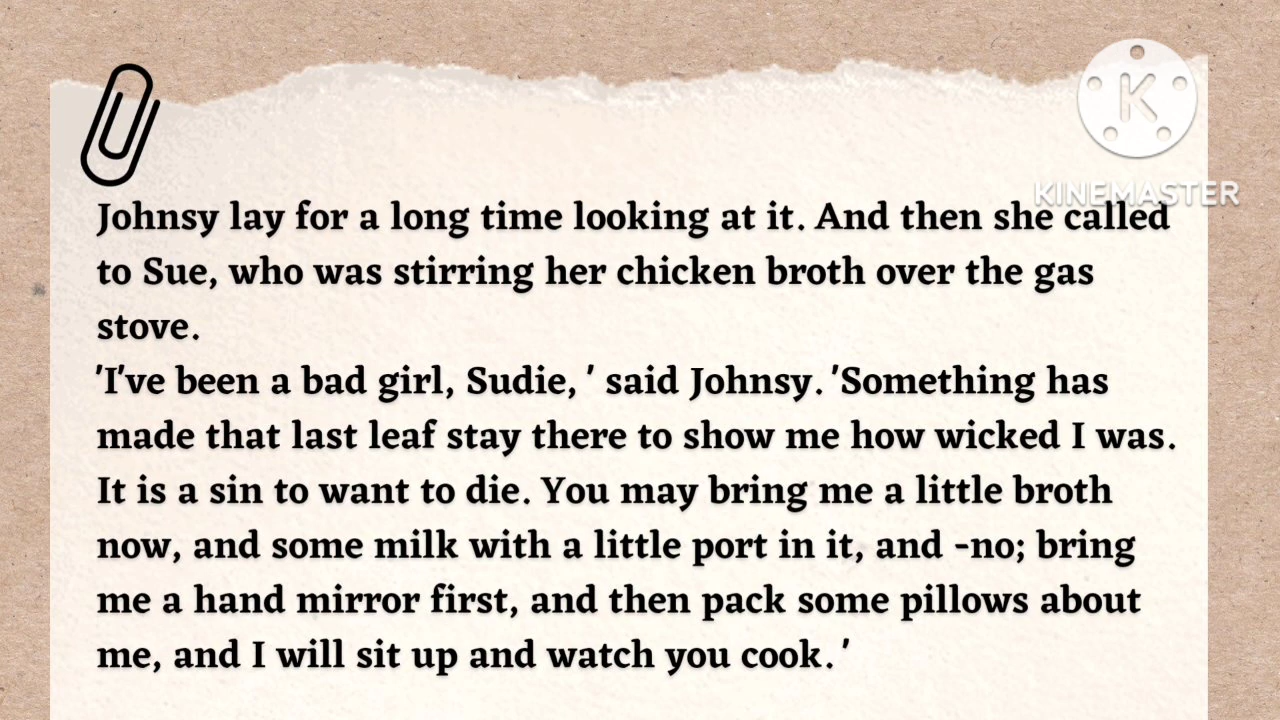 K
KINEMASTER
Johnsy lay for a long time looking at it. And then she called
to Sue, who was stirring her chicken broth over the gas
stove.
'I've been a bad girl, Sudie, ' said Johnsy. 'Something has
made that last leaf stay there to show me how wicked I was.
It is a sin to want to die. You may bring me a little broth
now, and some milk with a little port in it, and -no; bring
me a hand mirror first, and then pack some pillows about
me, and I will sit up and watch you cook. '